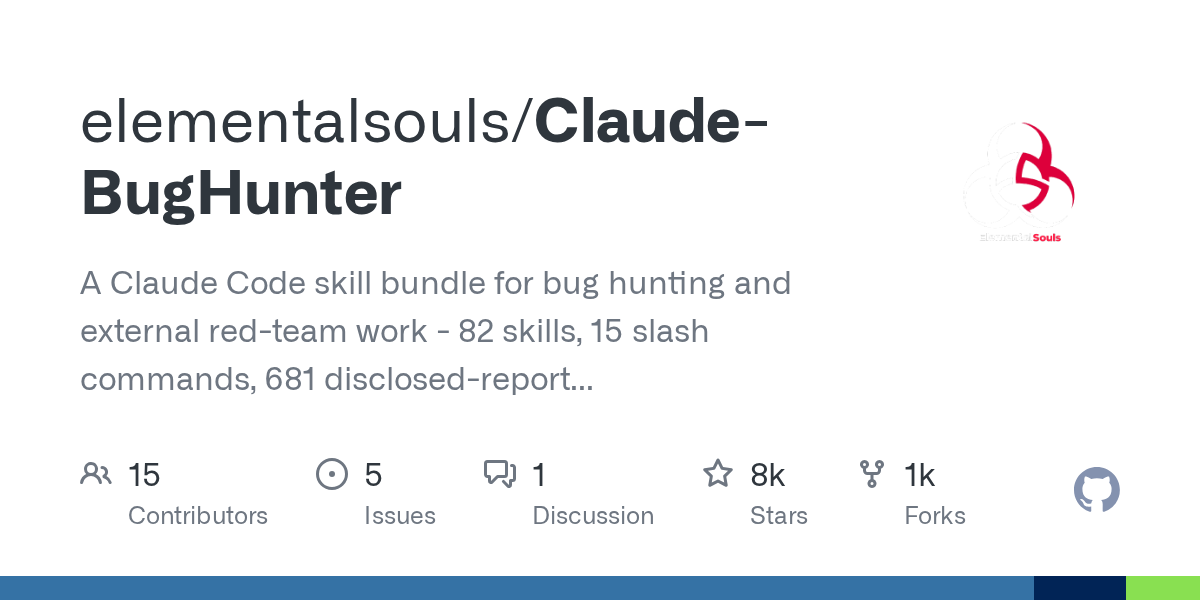 elementalsouls/Claude-
BugHunter
A Claude Code skill bundle for bug hunting and
external red-team work - 82 skills, 15 slash
commands, 681 disclosed-report...
Souls
15
Contributors
5
Issues
1
Discussion
8k
Stars
1k
Forks